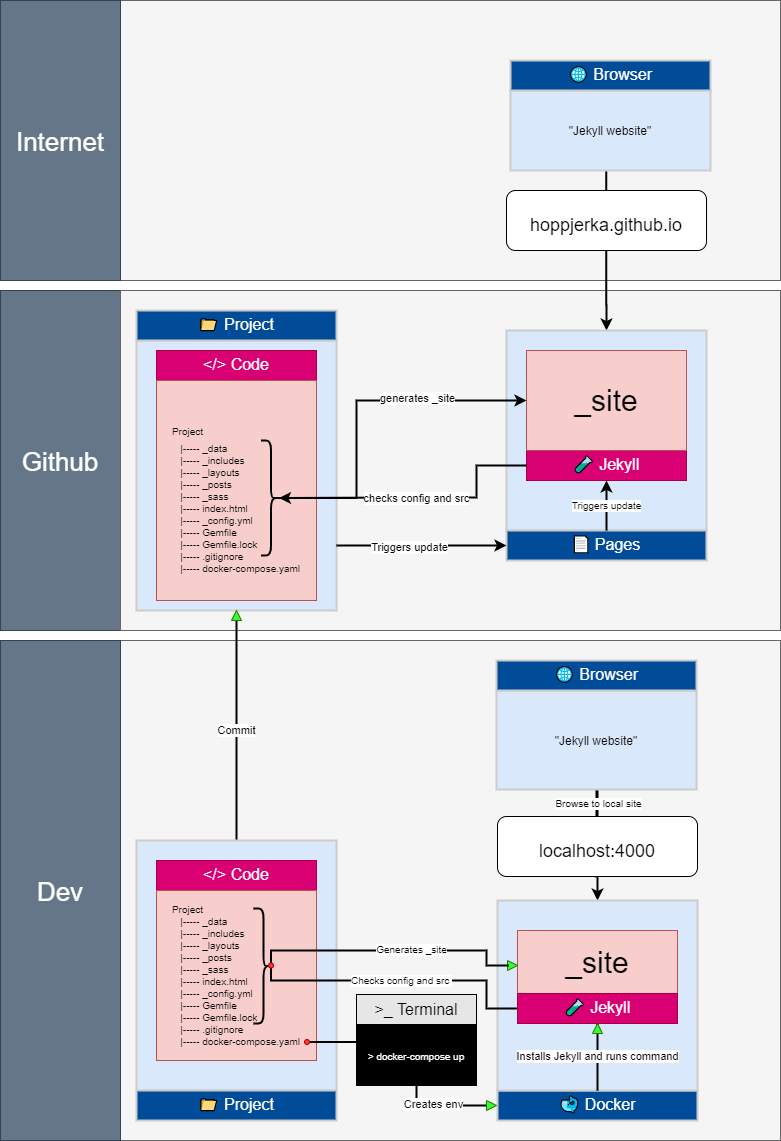 Internet
🌐 Browser
"Jekyll website"
hoppjerka.github.io
Github
Project
</> Code
Project
|----- _data
|----- _includes
|----- _layouts
|----- _posts
|----- _sass
|----- index.html
|----- _config.yml
|----- Gemfile
|----- Gemfile.lock
|----- .gitignore
|----- docker-compose.yaml
generates _site
checks config and src
Triggers update
_site
Jekyll
Triggers update
Pages
Commit
Dev
Browser
"Jekyll website"
Browse to local site
localhost:4000
</> Code
Project
|----- _data
|----- _includes
|----- _layouts
|----- _posts
|----- _sass
|----- index.html
|----- _config.yml
|----- Gemfile
|----- Gemfile.lock
|----- .gitignore
|----- docker-compose.yaml
Project
Generates _site
Checks config and src
>_ Terminal
> docker-compose up
Creates env
_site
Jekyll
Installs Jekyll and runs command
Docker